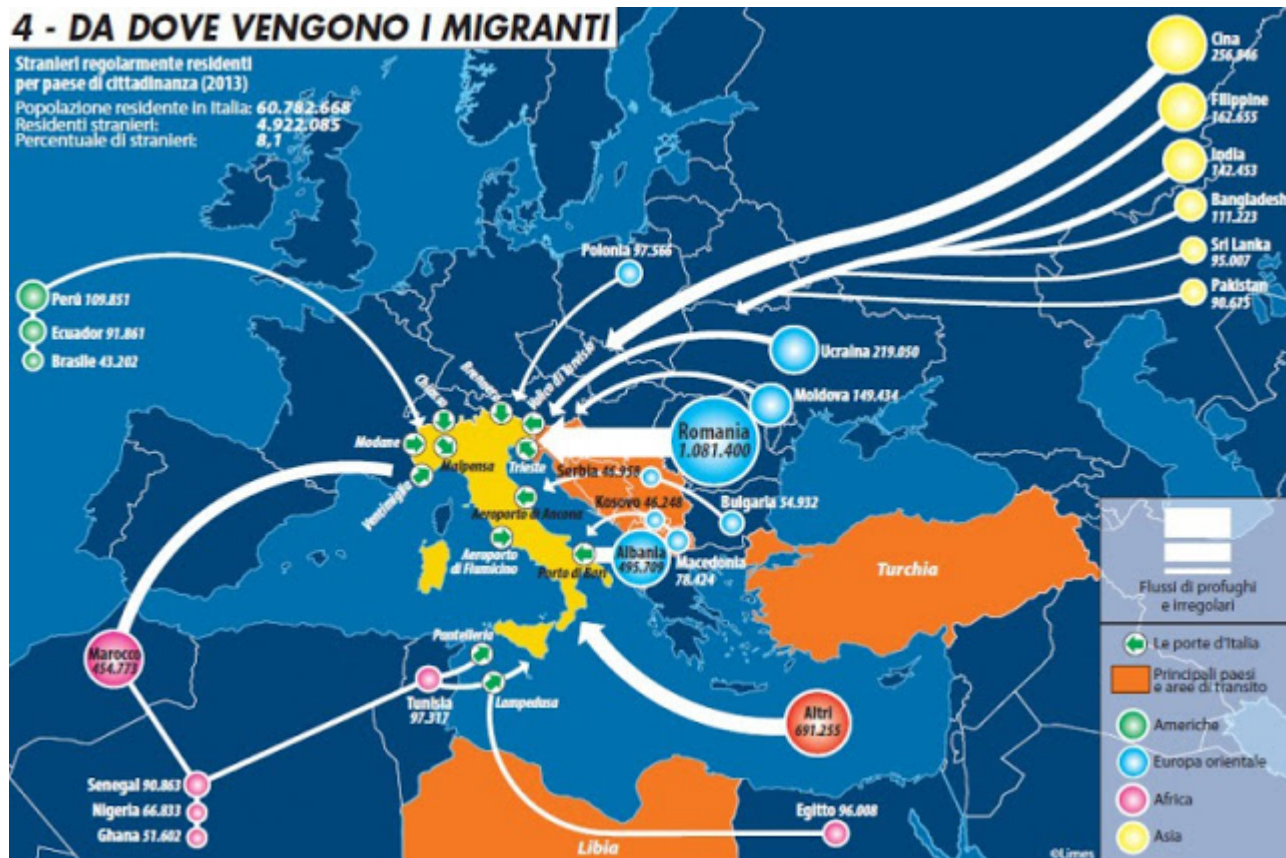 4 - DA DOVE VENGONO I MIGRANTI
Stranieri regolarmente residenti
per paese di cittadinanza (2013)
Popolazione residente in Italia: 60.782.668
Residenti stranieri: 4.922.085
Percentuale di stranieri: 8,1
Cina
256.846
Filippine
162.655
India
142.453
Bangladesh
111.223
Sri Lanka
95.007
Pakistan
90.615
Polonia 97.566
Perú 109.851
Ecuador 91.861
Brasile 43.202
Ucraina 219.050
Moldova 149.434
Romania
1.081.400
Chiasso
Brennero
Valico di Tarvisio
Modane
Malpensa
Trieste
Ventimiglia
Serbia 46.958
Kosovo 46.248
Bulgaria 54.932
Aeroporto di Ancona
Aeroporto
di Fiumicino
Porto di Bari
Albania
495.709
Macedonia
78.424
Turchia
Marocco
454.773
Pantelleria
Tunisia
97.317
Lampedusa
Altri
691.255
Senegal 90.863
Nigeria 66.833
Ghana 51.602
Egitto 96.008
Libia
Flussi di profughi
e irregolari
Le porte d'Italia
Principali paesi
e aree di transito
Americhe
Europa orientale
Africa
Asia
©Limes